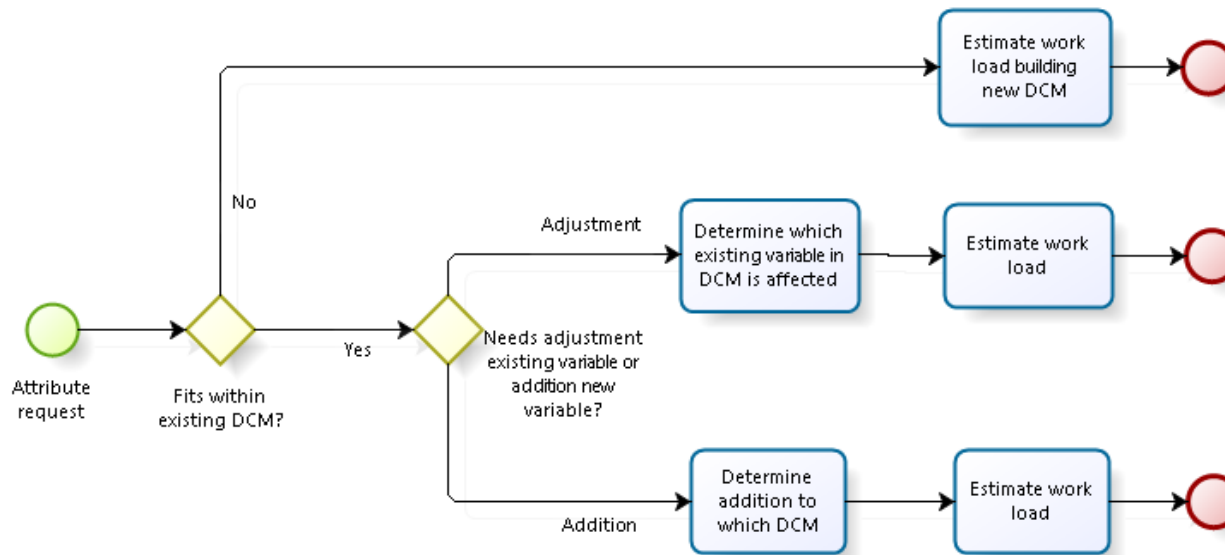 Estimate work
load building
new DCM
No
Adjustment
Determine which
existing variable in
DCM is affected
Estimate work
load
Attribute
request
Fits within
existing DCM?
Yes
Needs adjustment
existing variable or
addition new
variable?
Addition
Determine
addition to
which DCM
Estimate work
load